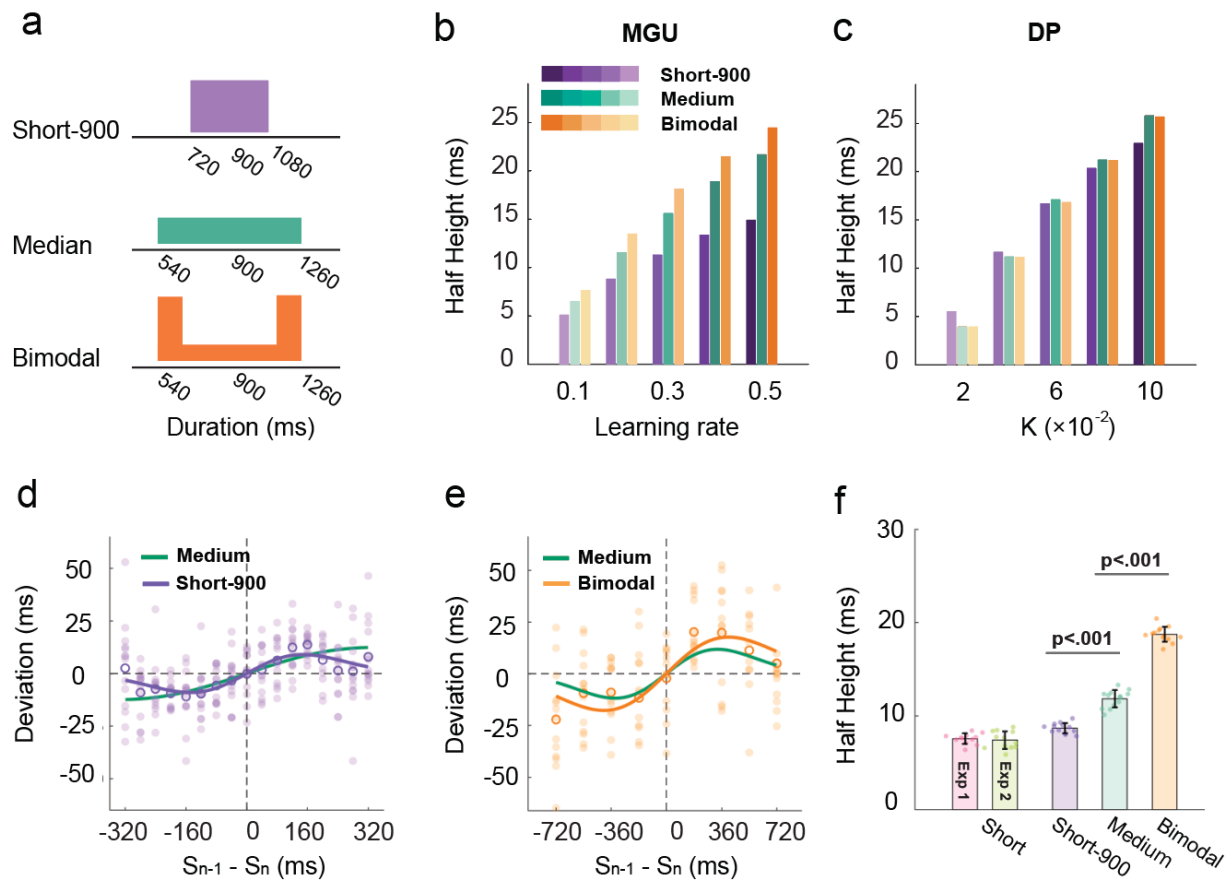 a
Short-900
720 900 1080
Median
540 900 1260
Bimodal
540 900 1260
Duration (ms)
b
MGU
Short-900
Medium
Bimodal
Half Height (ms)
25
20
15
10
5
0
0.1 0.3 0.5
Learning rate
c
DP
Half Height (ms)
25
20
15
10
5
0
2 6 10
K (×10⁻²)
d
Medium
Short-900
Deviation (ms)
50
25
0
-25
-50
-320 -160 0 160 320
Sn-1 - Sn (ms)
e
Medium
Bimodal
Deviation (ms)
50
25
0
-25
-50
-720 -360 0 360 720
Sn-1 - Sn (ms)
f
p<.001
p<.001
Half Height (ms)
30
20
10
0
Exp 1 Exp 2
Short Short-900 Medium Bimodal